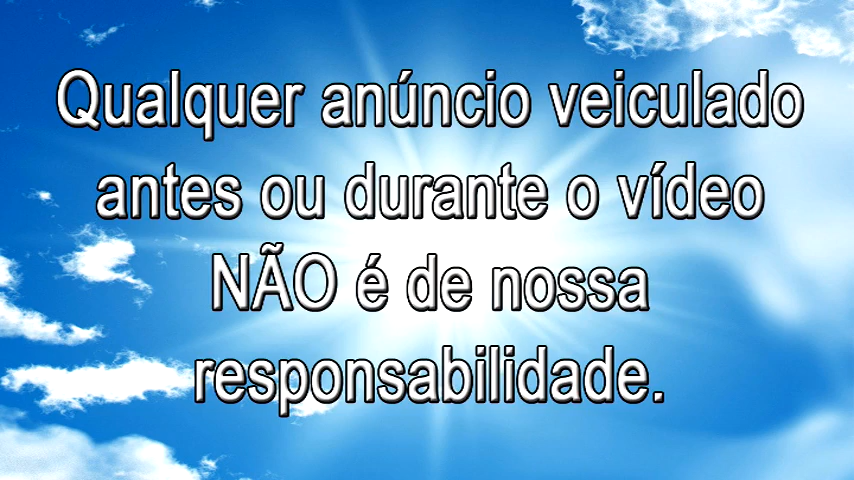 Qualquer anúncio veiculado
antes ou durante o vídeo
NÃO é de nossa
responsabilidade.